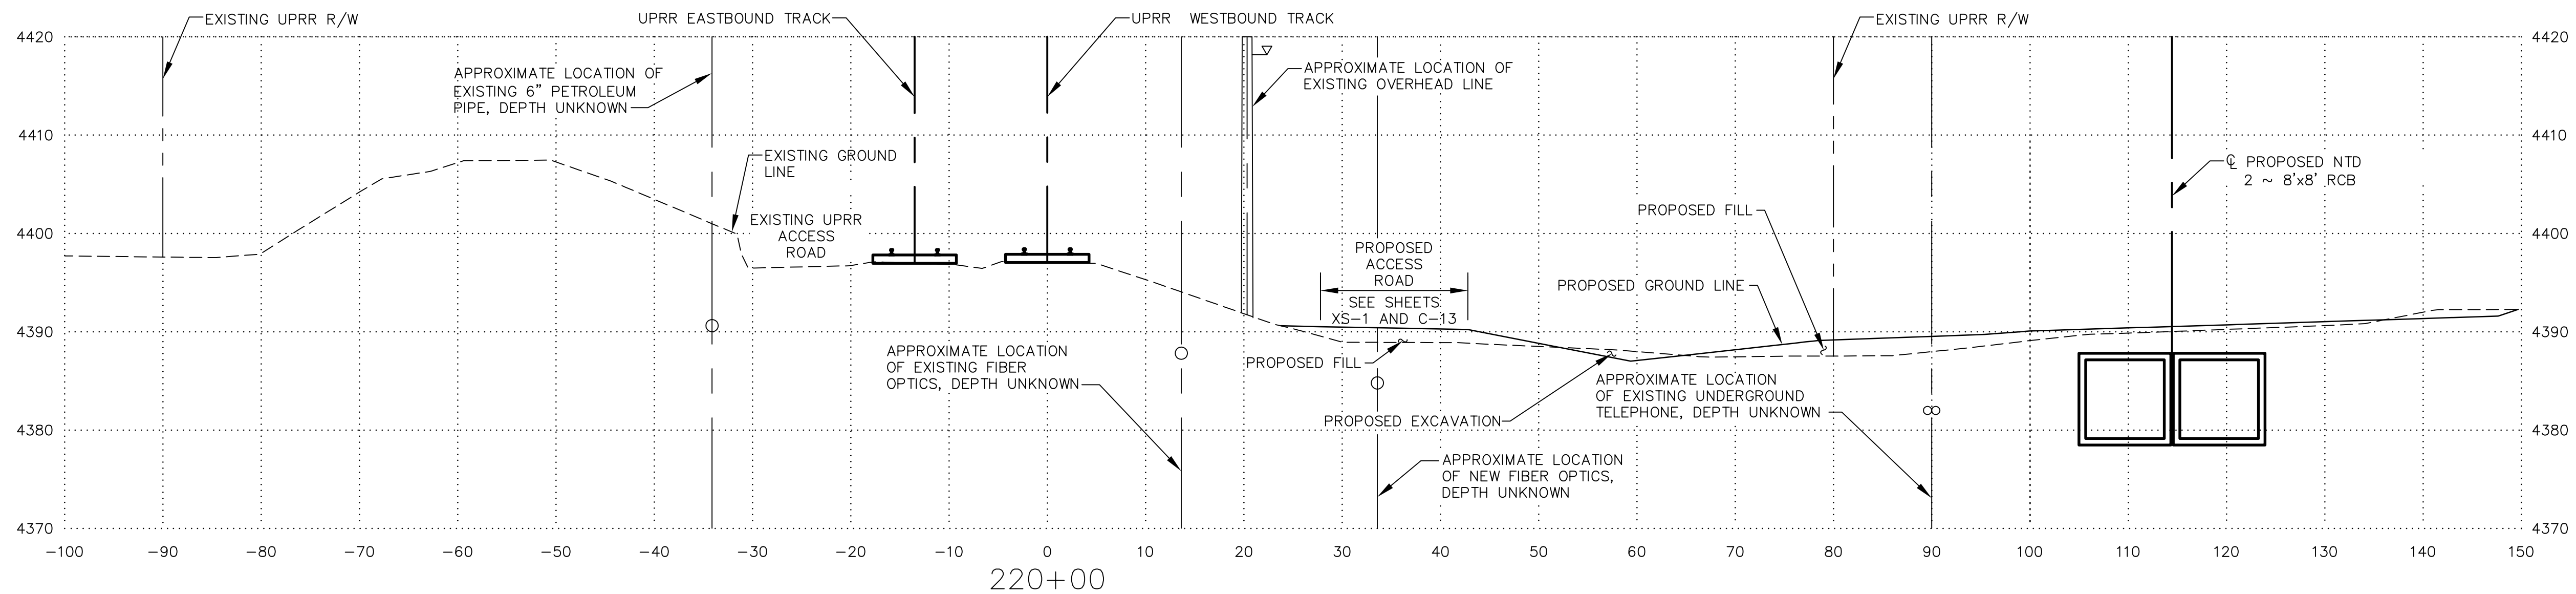 EXISTING UPRR R/W
UPRR EASTBOUND TRACK
UPRR WESTBOUND TRACK
EXISTING UPRR R/W
4420
4420
APPROXIMATE LOCATION OF
EXISTING 6" PETROLEUM
PIPE, DEPTH UNKNOWN
APPROXIMATE LOCATION OF
EXISTING OVERHEAD LINE
4410
4410
EXISTING GROUND
LINE
℄ PROPOSED NTD
2 ~ 8'x8' RCB
EXISTING UPRR
ACCESS
ROAD
PROPOSED FILL
4400
4400
PROPOSED
ACCESS
ROAD
SEE SHEETS
XS-1 AND C-13
PROPOSED GROUND LINE
4390
4390
APPROXIMATE LOCATION
OF EXISTING FIBER
OPTICS, DEPTH UNKNOWN
PROPOSED FILL
PROPOSED EXCAVATION
APPROXIMATE LOCATION
OF EXISTING UNDERGROUND
TELEPHONE, DEPTH UNKNOWN
4380
4380
APPROXIMATE LOCATION
OF NEW FIBER OPTICS,
DEPTH UNKNOWN
4370
4370
-100 -90 -80 -70 -60 -50 -40 -30 -20 -10 0 10 20 30 40 50 60 70 80 90 100 110 120 130 140 150
220+00